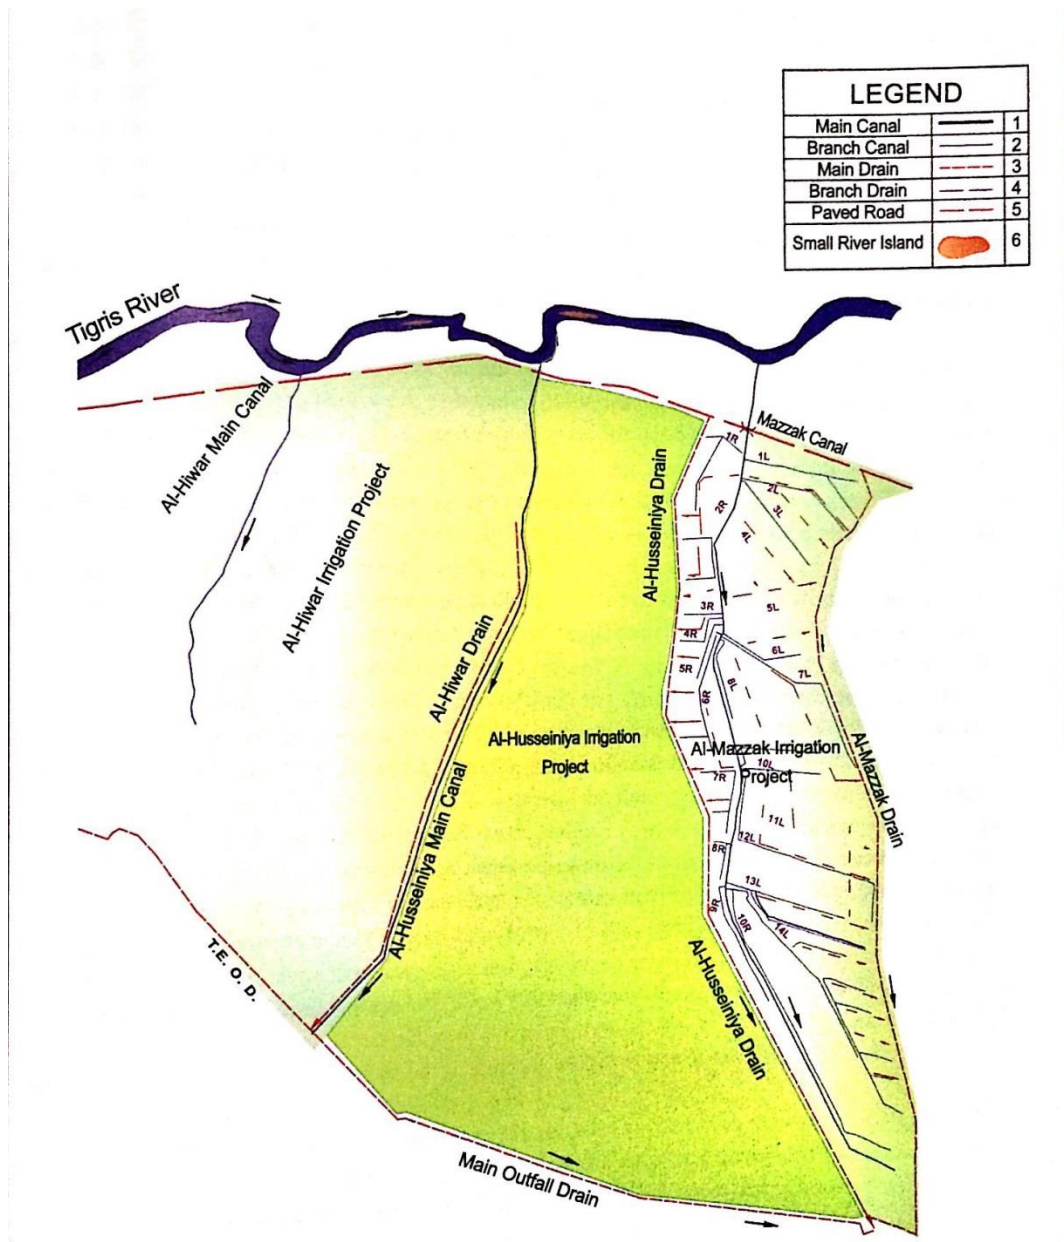 LEGEND
Main Canal 1
Branch Canal 2
Main Drain 3
Branch Drain 4
Paved Road 5
Small River Island 6
Tigris River
Al-Hiwar Main Canal
Al-Hiwar Irrigation Project
Al-Hiwar Drain
Al-Husseiniya Main Canal
Al-Husseiniya Irrigation
Project
Al-Husseiniya Drain
Mazzak Canal
1R
1L
2L
2R
3L
4L
3R
5L
4R
6L
5R
7L
8L
6R
Al-Mazzak Irrigation
Project
10L
7R
Al-Mazzak Drain
11L
12L
8R
13L
9R
10R
14L
Al-Husseiniya Drain
T.E. O. D.
Main Outfall Drain